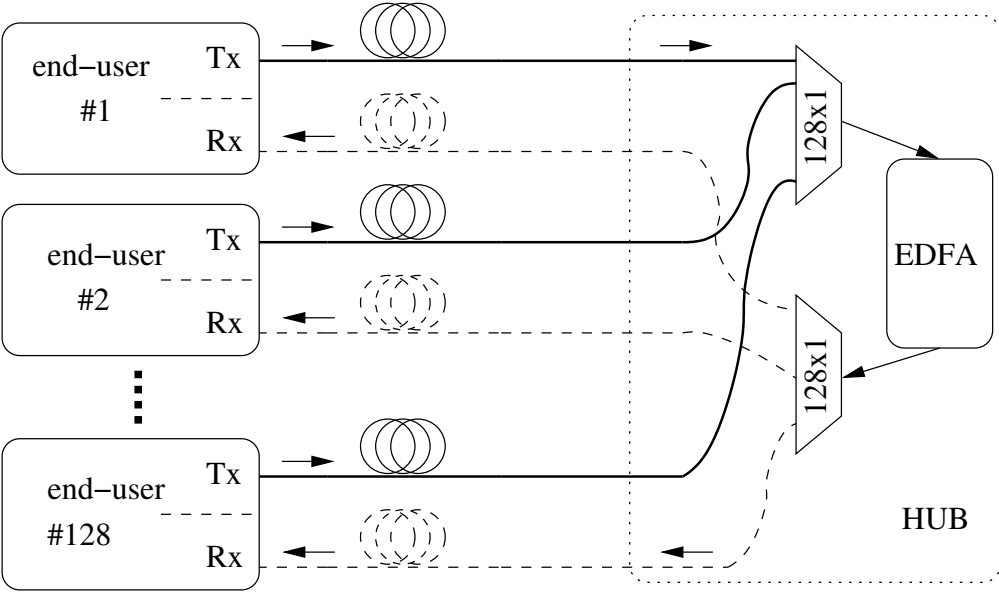 end−user
#1
Tx
Rx
end−user
#2
Tx
Rx
end−user
#128
Tx
Rx
128x1
EDFA
128x1
HUB